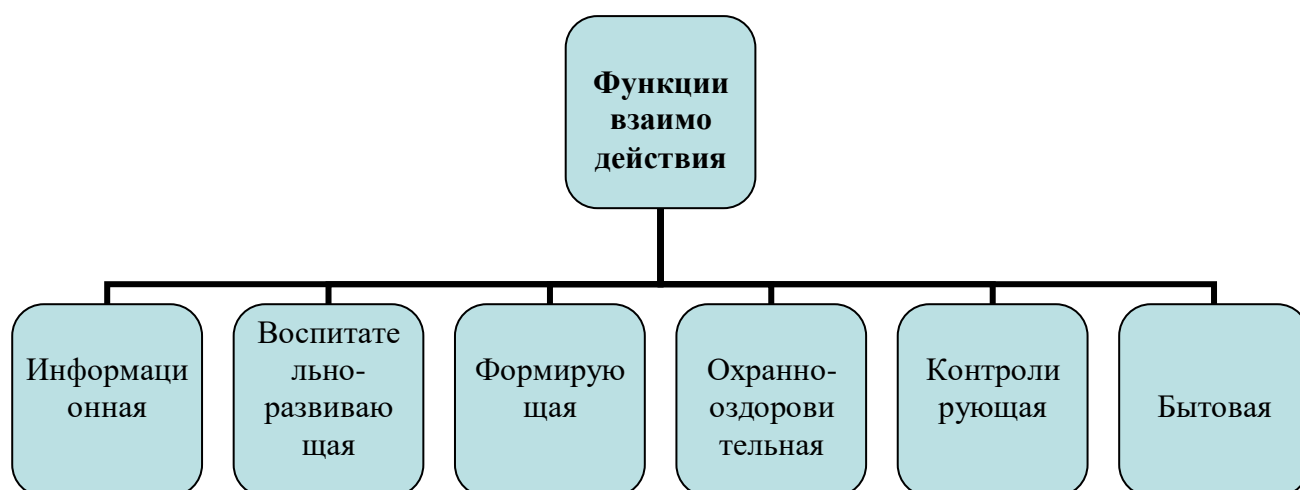 Функции
взаимо
действия
Информаци
онная
Воспитате
льно-
развиваю
щая
Формирую
щая
Охранно-
оздорови
тельная
Контроли
рующая
Бытовая